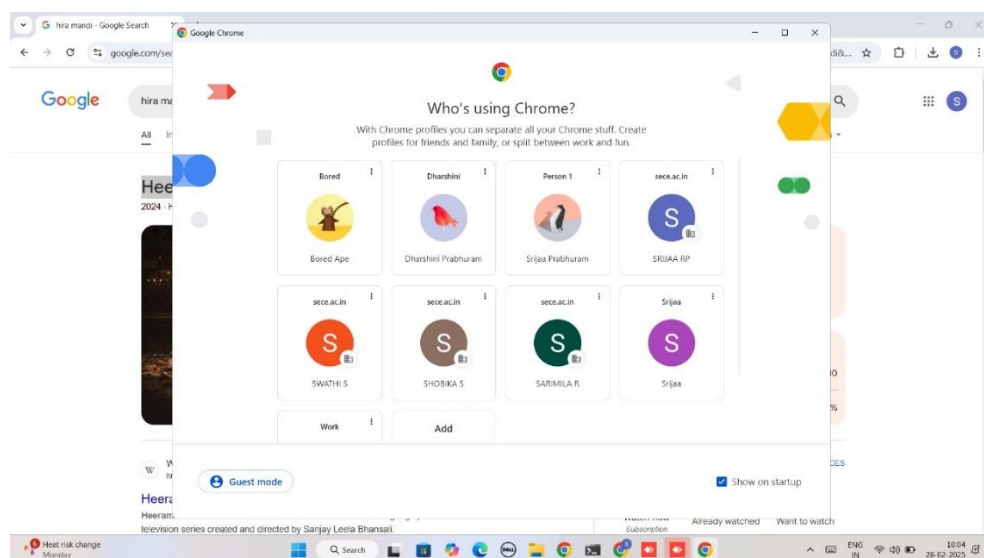 hira mandi - Google Search
Google Chrome
google.com/sea
di&...
S
Google
hira ma
S
All
Who's using Chrome?
With Chrome profiles you can separate all your Chrome stuff. Create
profiles for friends and family, or split between work and fun.
Hee
2024
Bored
Dharshini
Person 1
sece.ac.in
S
Bored Ape
Dharshini Prabhuram
Srijaa Prabhuram
SRIJAA RP
sece.ac.in
sece.ac.in
sece.ac.in
Srijaa
S
S
S
S
SWATHI S
SHOBIKA S
SARIMILA R
Srijaa
Work
Add
%
W
Guest mode
Show on startup
Heera
Heeram
television series created and directed by Sanjay Leela Bhansali.
Subscription
Already watched
Want to watch
Heat risk change
Monday
Search
ENG
IN
10:04
28-02-2025